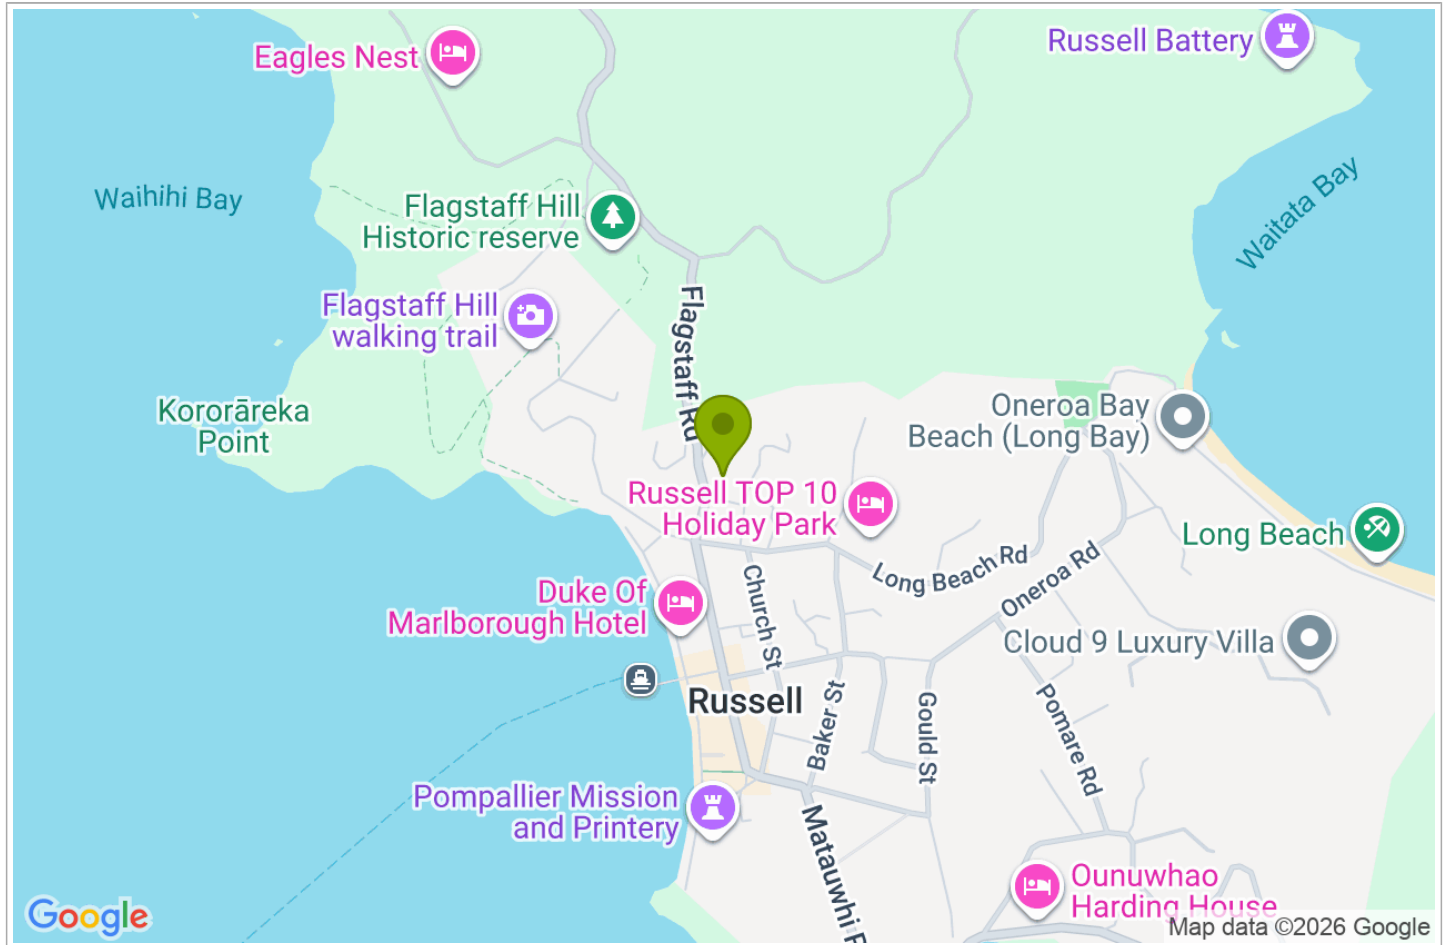 Eagles Nest
Russell Battery
Waihihi Bay
Waitata Bay
Flagstaff Hill
Historic reserve
Flagstaff Hill
walking trail
Flagstaff Rd
Kororāreka
Point
Oneroa Bay
Beach (Long Bay)
Russell TOP 10
Holiday Park
Long Beach
Long Beach Rd
Oneroa Rd
Church St
Duke Of
Marlborough Hotel
Cloud 9 Luxury Villa
Russell
Baker St
Gould St
Pomare Rd
Pompallier Mission
and Printery
Matauwhi R
Ounuwhao
Harding House
Google
Map data ©2026 Google